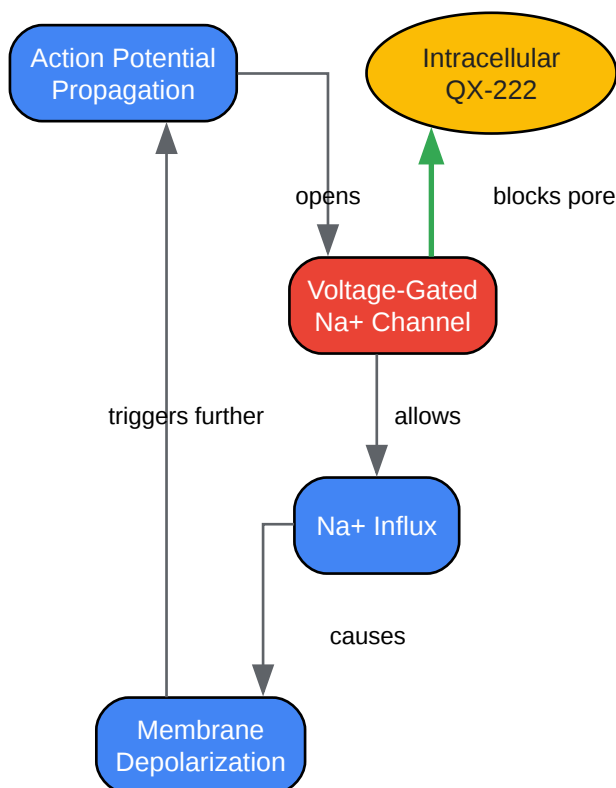 Action Potential
Propagation
Intracellular
QX-222
opens
blocks pore
Voltage-Gated
Na+ Channel
triggers further
allows
Na+ Influx
causes
Membrane
Depolarization